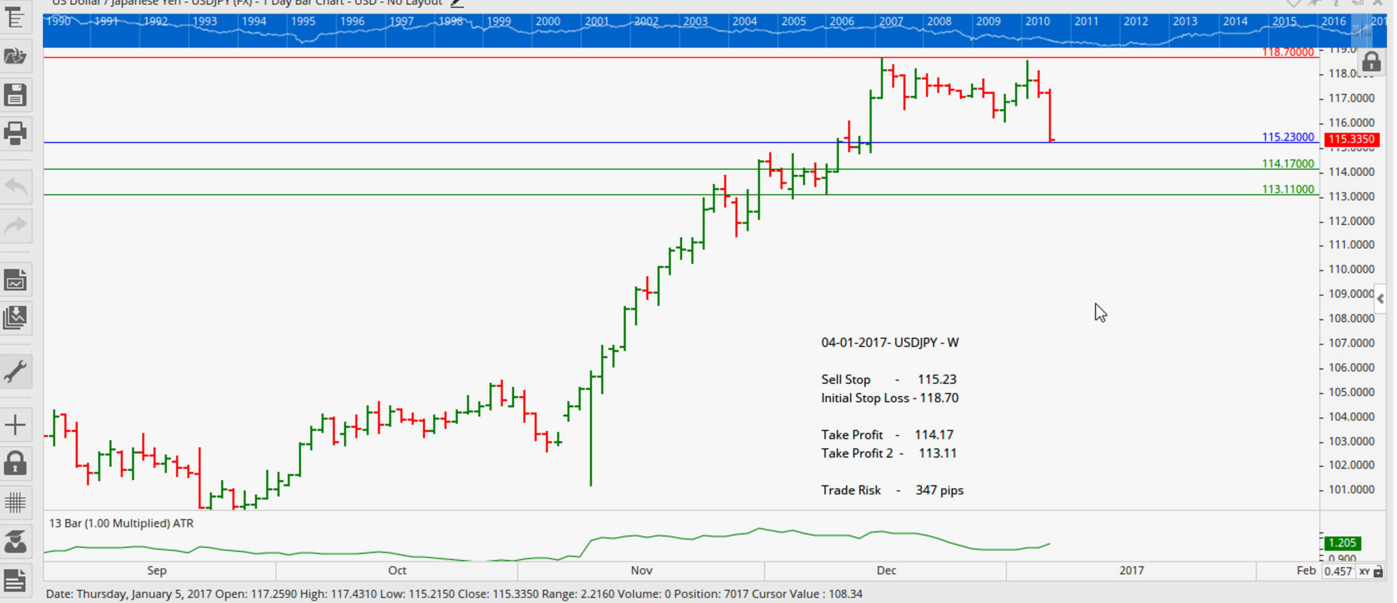 US Dollar / Japanese Yen - USDJPY (FX) - 1 Day Bar Chart - USD - No Layout
1990 1991 1992 1993 1994 1995 1996 1997 1998 1999 2000 2001 2002 2003 2004 2005 2006 2007 2008 2009 2010 2011 2012 2013 2014 2015 2016 201
118.70000
118.0000
117.0000
116.0000
115.23000
115.3350
114.17000
114.0000
113.11000
113.0000
112.0000
111.0000
110.0000
109.0000
108.0000
107.0000
106.0000
105.0000
104.0000
103.0000
102.0000
101.0000
04-01-2017- USDJPY - W
Sell Stop - 115.23
Initial Stop Loss - 118.70
Take Profit - 114.17
Take Profit 2 - 113.11
Trade Risk - 347 pips
13 Bar (1.00 Multiplied) ATR
1.205
0.900
Sep Oct Nov Dec 2017 Feb 0.457 XY
Date: Thursday, January 5, 2017 Open: 117.2590 High: 117.4310 Low: 115.2150 Close: 115.3350 Range: 2.2160 Volume: 0 Position: 7017 Cursor Value : 108.34